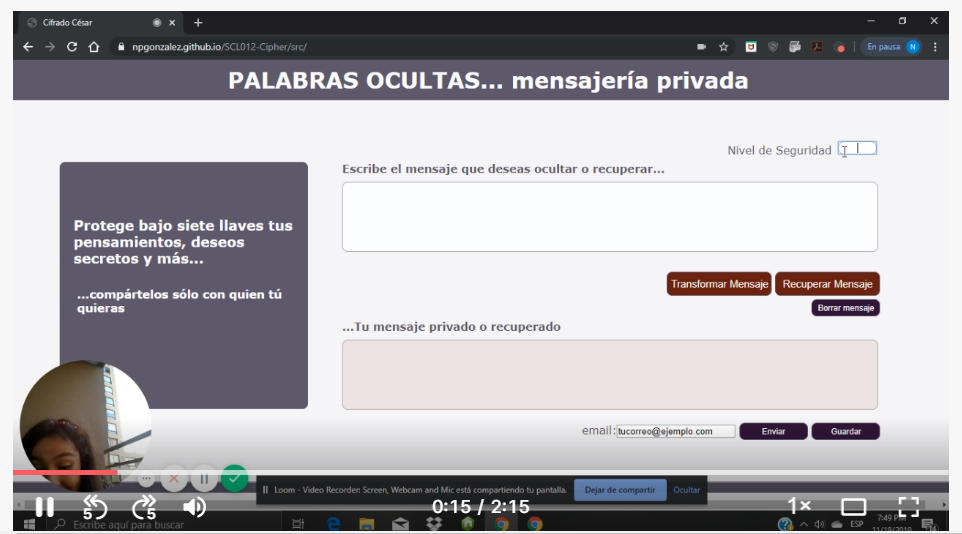 Cifrado César
npgonzalez.github.io/SCL012-Cipher/src/
En pausa N
PALABRAS OCULTAS... mensajería privada
Nivel de Seguridad
Escribe el mensaje que deseas ocultar o recuperar...
Protege bajo siete llaves tus
pensamientos, deseos
secretos y más...
...compártelos sólo con quien tú
quieras
Transformar Mensaje
Recuperar Mensaje
Borrar mensaje
...Tu mensaje privado o recuperado
email: tucorreo@ejemplo.com
Enviar
Guardar
Loom - Video Recorder: Screen, Webcam and Mic está compartiendo tu pantalla.
Dejar de compartir
Ocultar
5
5
0:15 / 2:15
1×
Escribe aquí para buscar
ESP
7:49 PM
11/19/2019